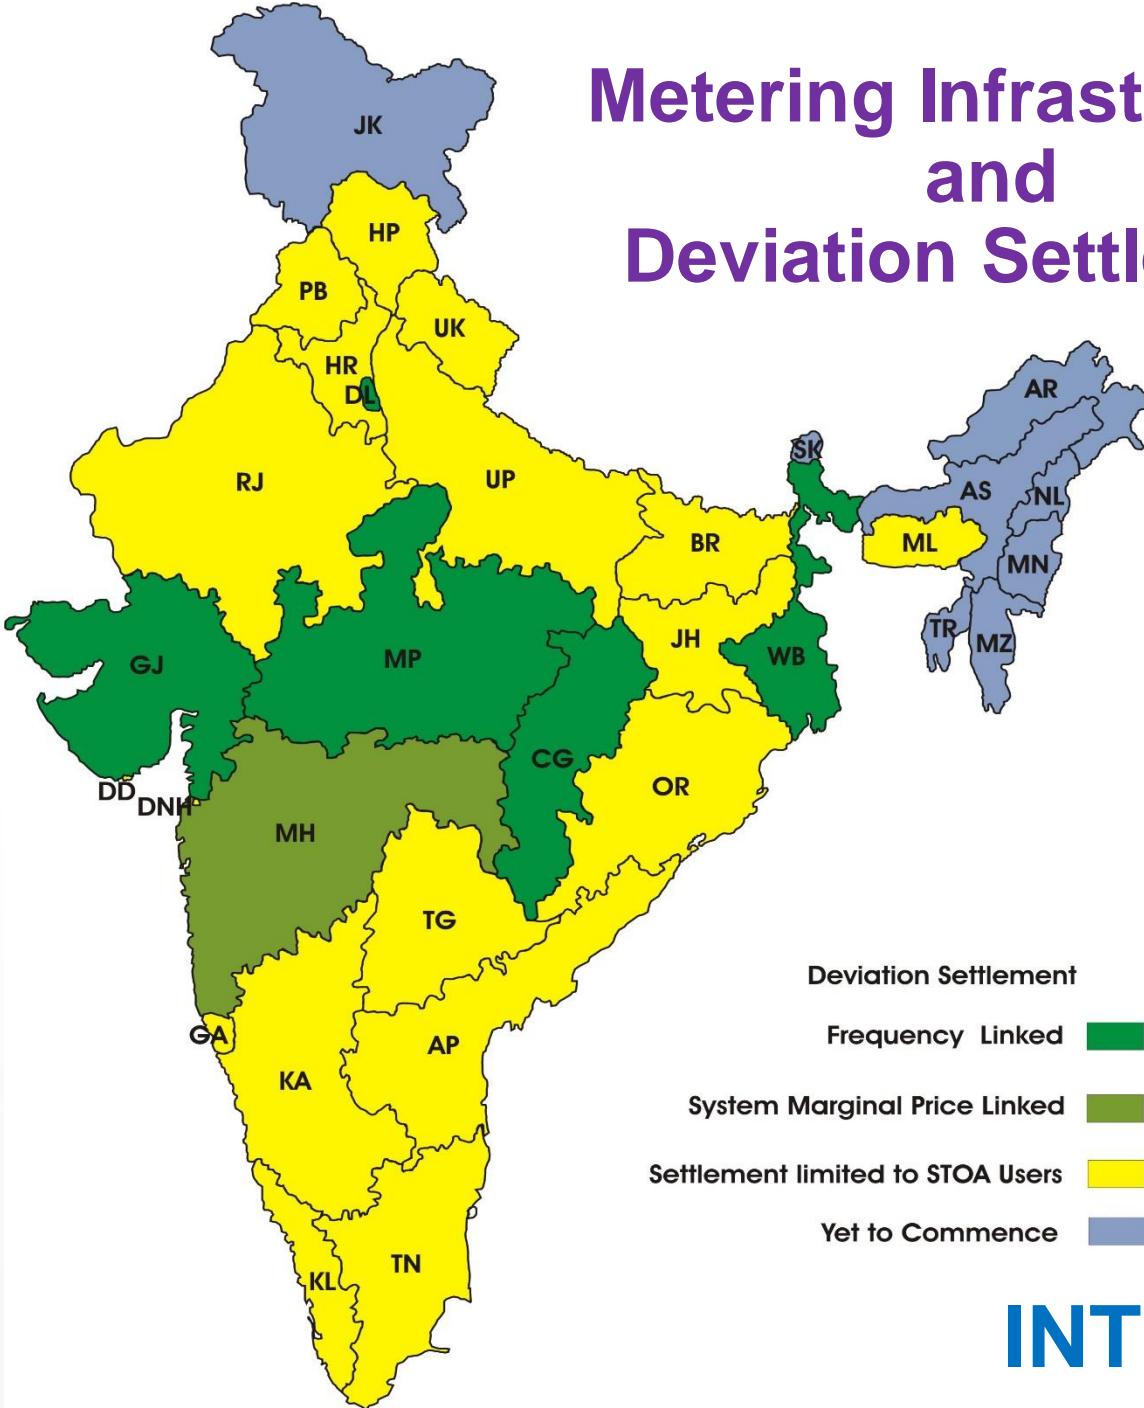 Metering Infrast
and
Deviation Settl
JK
HP
PB
UK
HR
DL
AR
SK
RJ
UP
AS
NL
BR
ML
MN
JH
TR
MZ
GJ
MP
WB
CG
OR
DD
DNH
MH
TG
Deviation Settlement
GA
AP
Frequency Linked
KA
System Marginal Price Linked
Settlement limited to STOA Users
Yet to Commence
KL
TN
INT